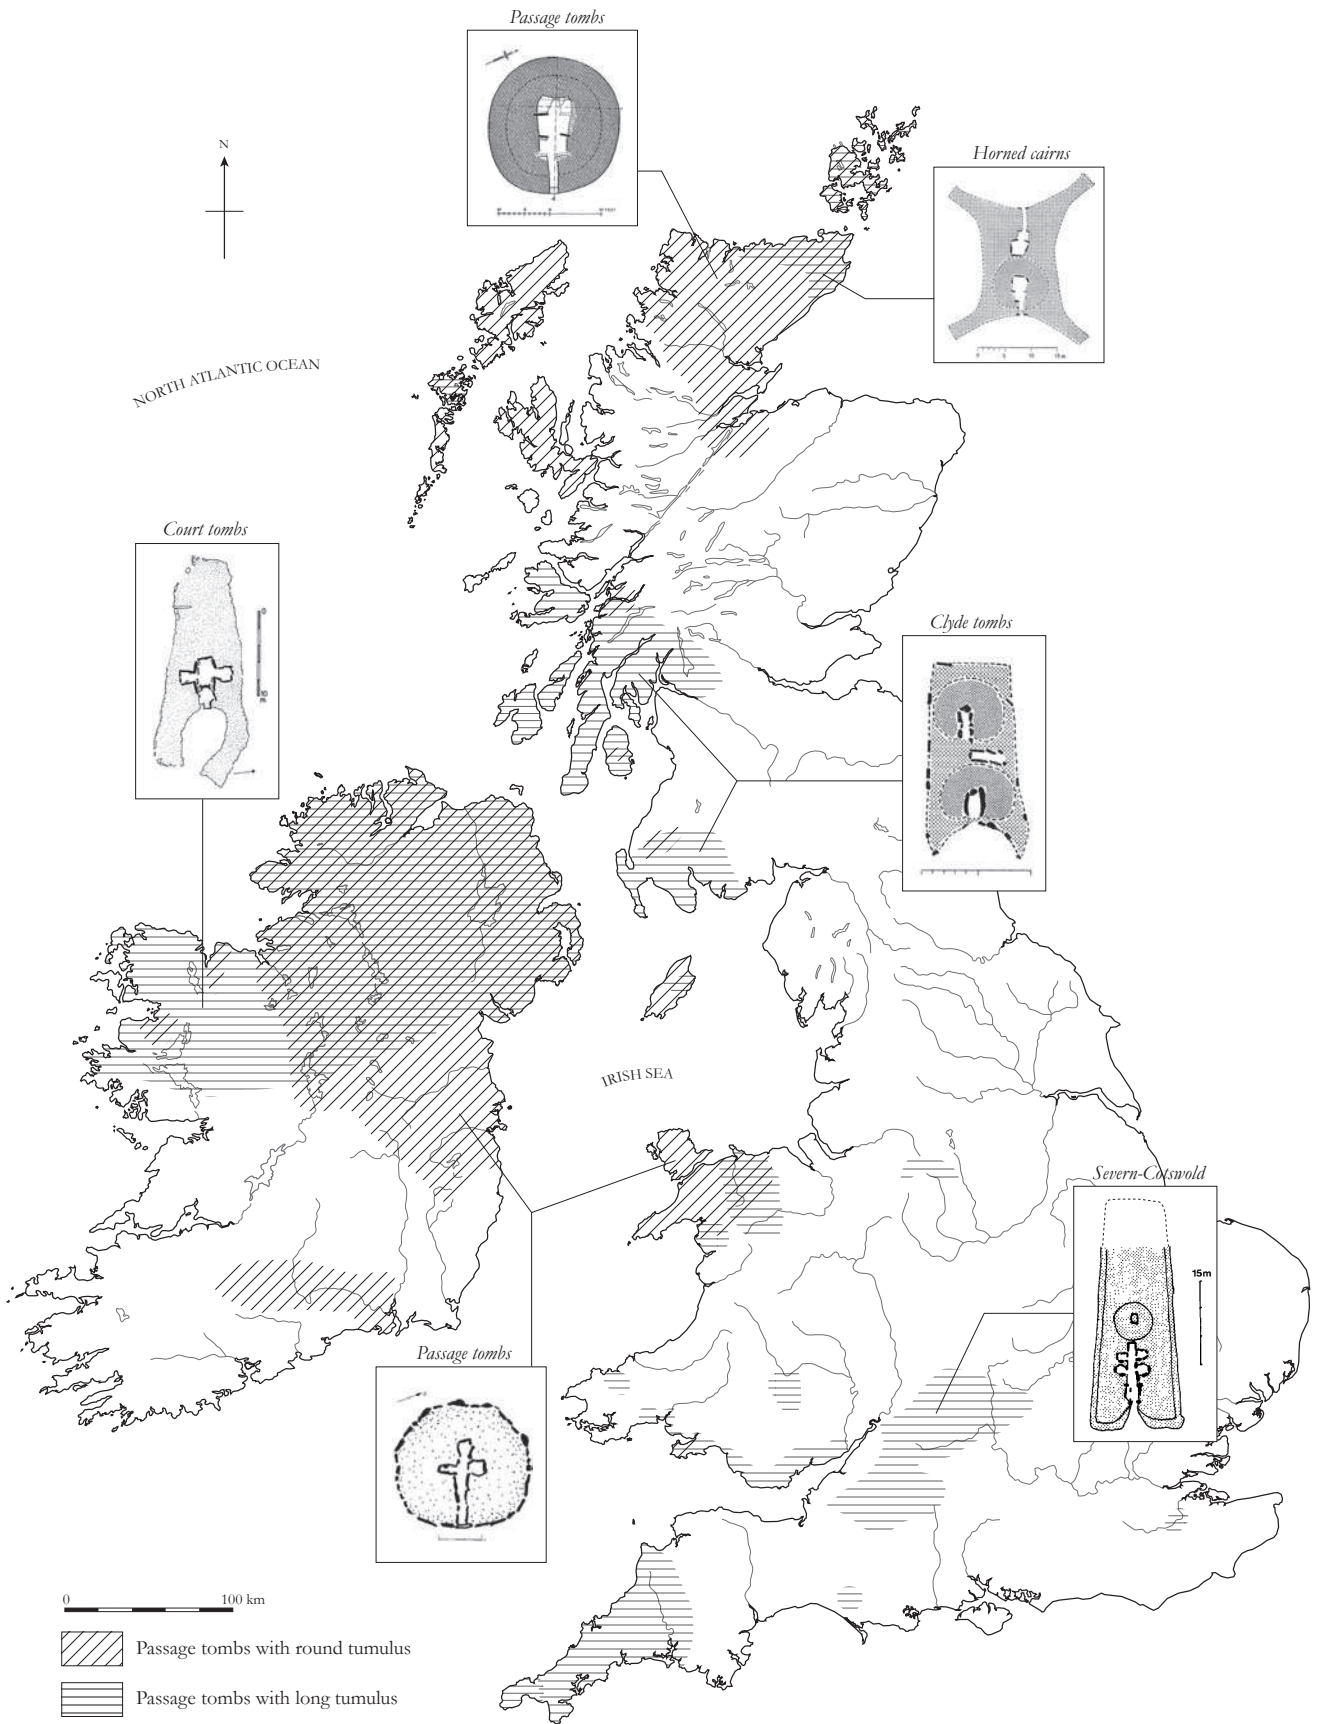 Passage tombs
N
Horned cairns
NORTH ATLANTIC OCEAN
Court tombs
Clyde tombs
IRISH SEA
Severn-Cotswold
15m
Passage tombs
0 100 km
Passage tombs with round tumulus
Passage tombs with long tumulus